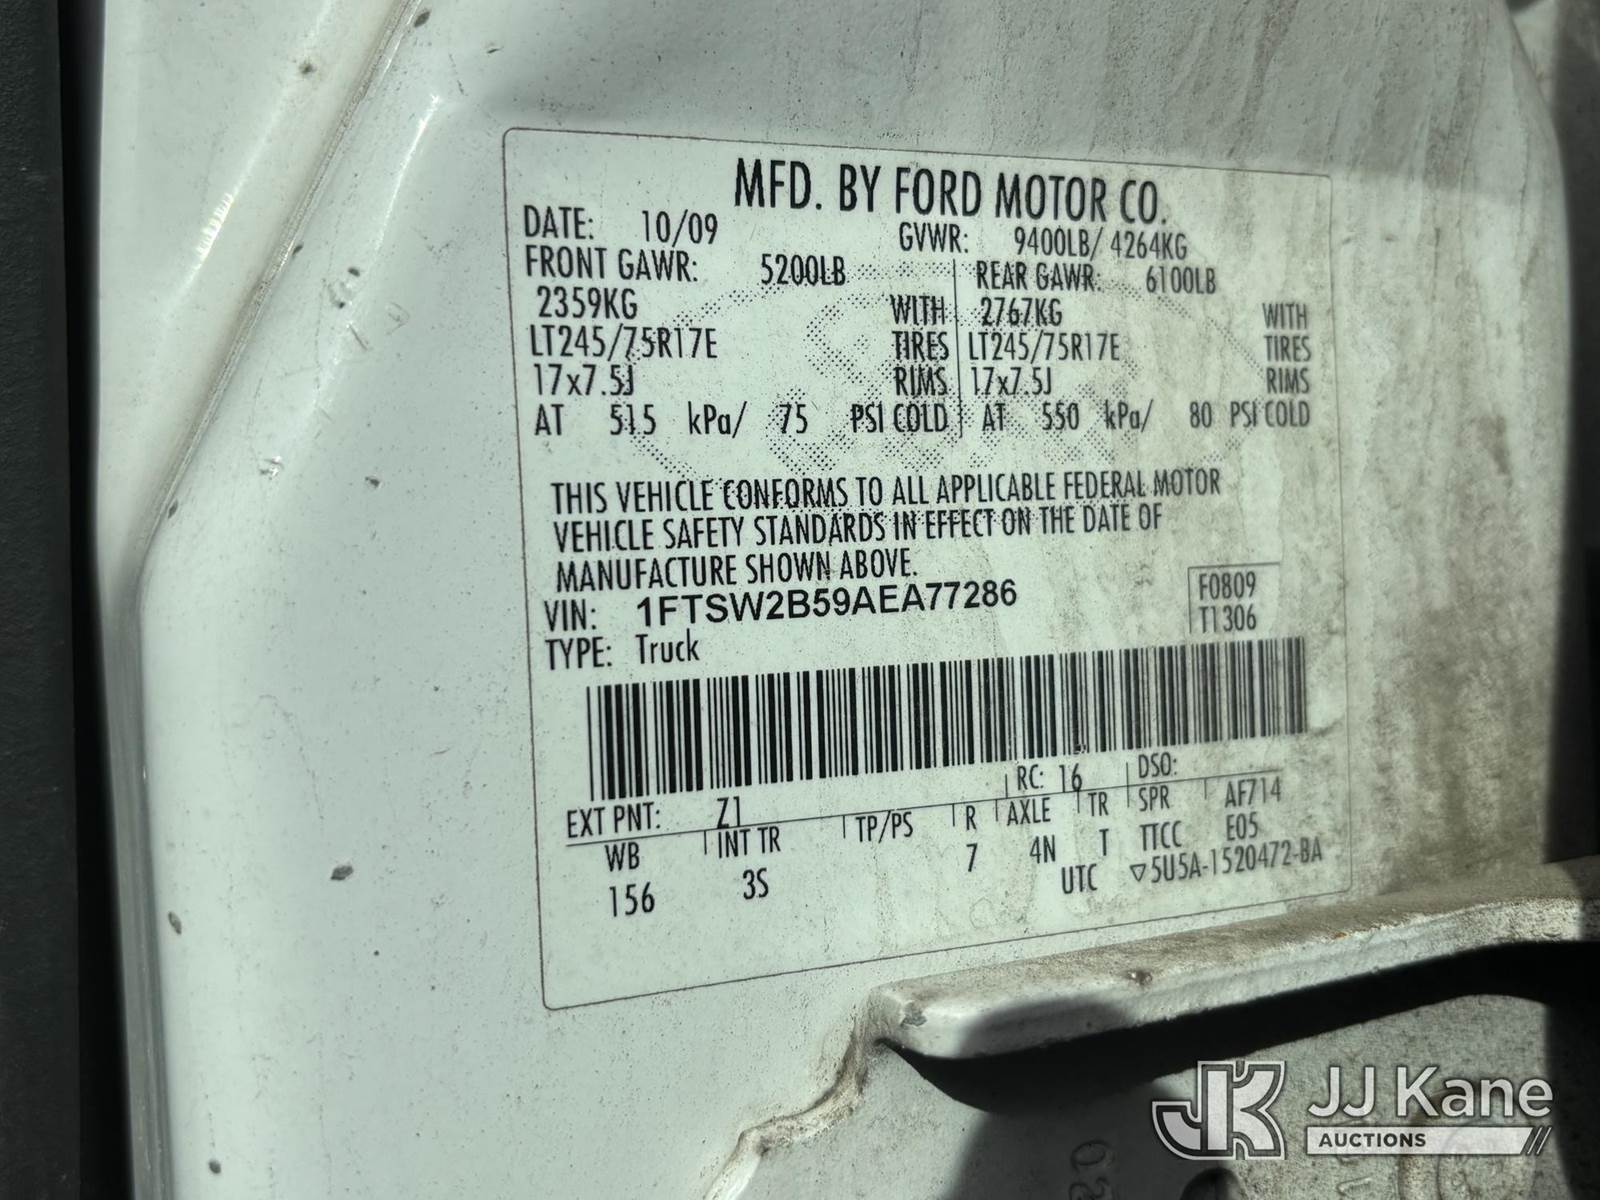 MFD. BY FORD MOTOR CO.
DATE: 10/09 GVWR: 9400LB/ 4264KG
FRONT GAWR: 5200LB REAR GAWR: 6100LB
2359KG WITH 2767KG WITH
LT245/75R17E TIRES LT245/75R17E TIRES
17x7.5J RIMS 17x7.5J RIMS
AT 515 kPa/ 75 PSI COLD AT 550 kPa/ 80 PSI COLD
THIS VEHICLE CONFORMS TO ALL APPLICABLE FEDERAL MOTOR
VEHICLE SAFETY STANDARDS IN EFFECT ON THE DATE OF
MANUFACTURE SHOWN ABOVE.
VIN: 1FTSW2B59AEA77286 F0809
TYPE: Truck T1306
EXT PNT: Z1 RC: 16 DSO:
WB INT TR TP/PS R AXLE TR SPR AF714
156 3S 7 4N T TTCC E05
UTC ▽5U5A-1520472-BA
JK JJ Kane
AUCTIONS